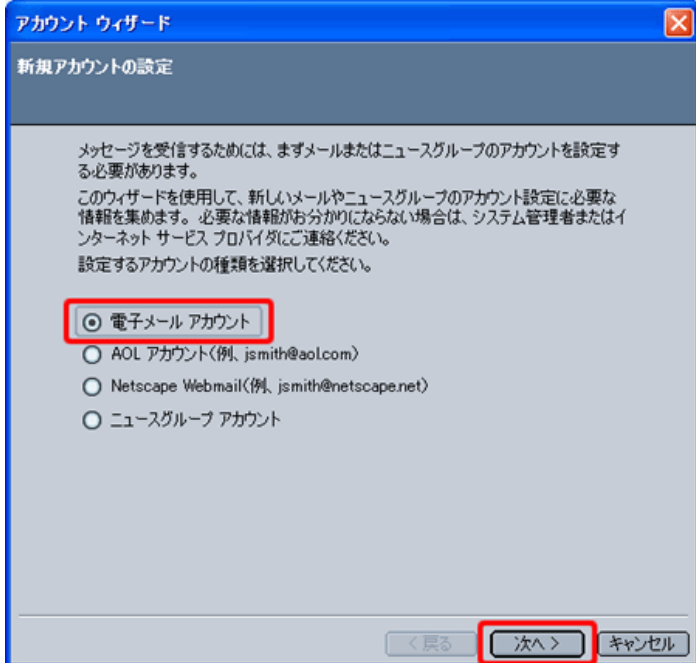 アカウント ウィザード
新規アカウントの設定
メッセージを受信するためには、まずメールまたはニュースグループのアカウントを設定す
る必要があります。
このウィザードを使用して、新しいメールやニュースグループのアカウント設定に必要な
情報を集めます。必要な情報がお分かりにならない場合は、システム管理者またはイ
ンターネット サービス プロバイダにご連絡ください。
設定するアカウントの種類を選択してください。
電子メール アカウント
AOL アカウント(例、jsmith@aol.com)
Netscape Webmail(例、jsmith@netscape.net)
ニュースグループ アカウント
< 戻る
次へ >
キャンセル